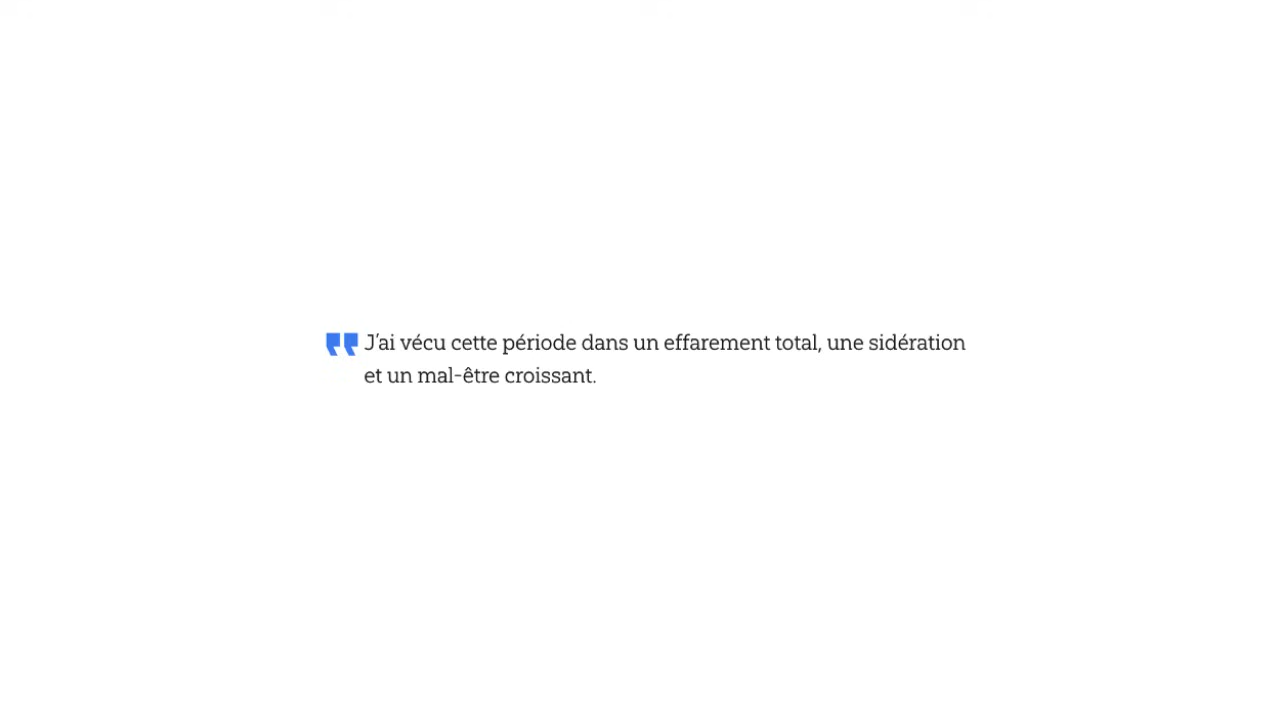 J'ai vécu cette période dans un effarement total, une sidération
et un mal-être croissant.